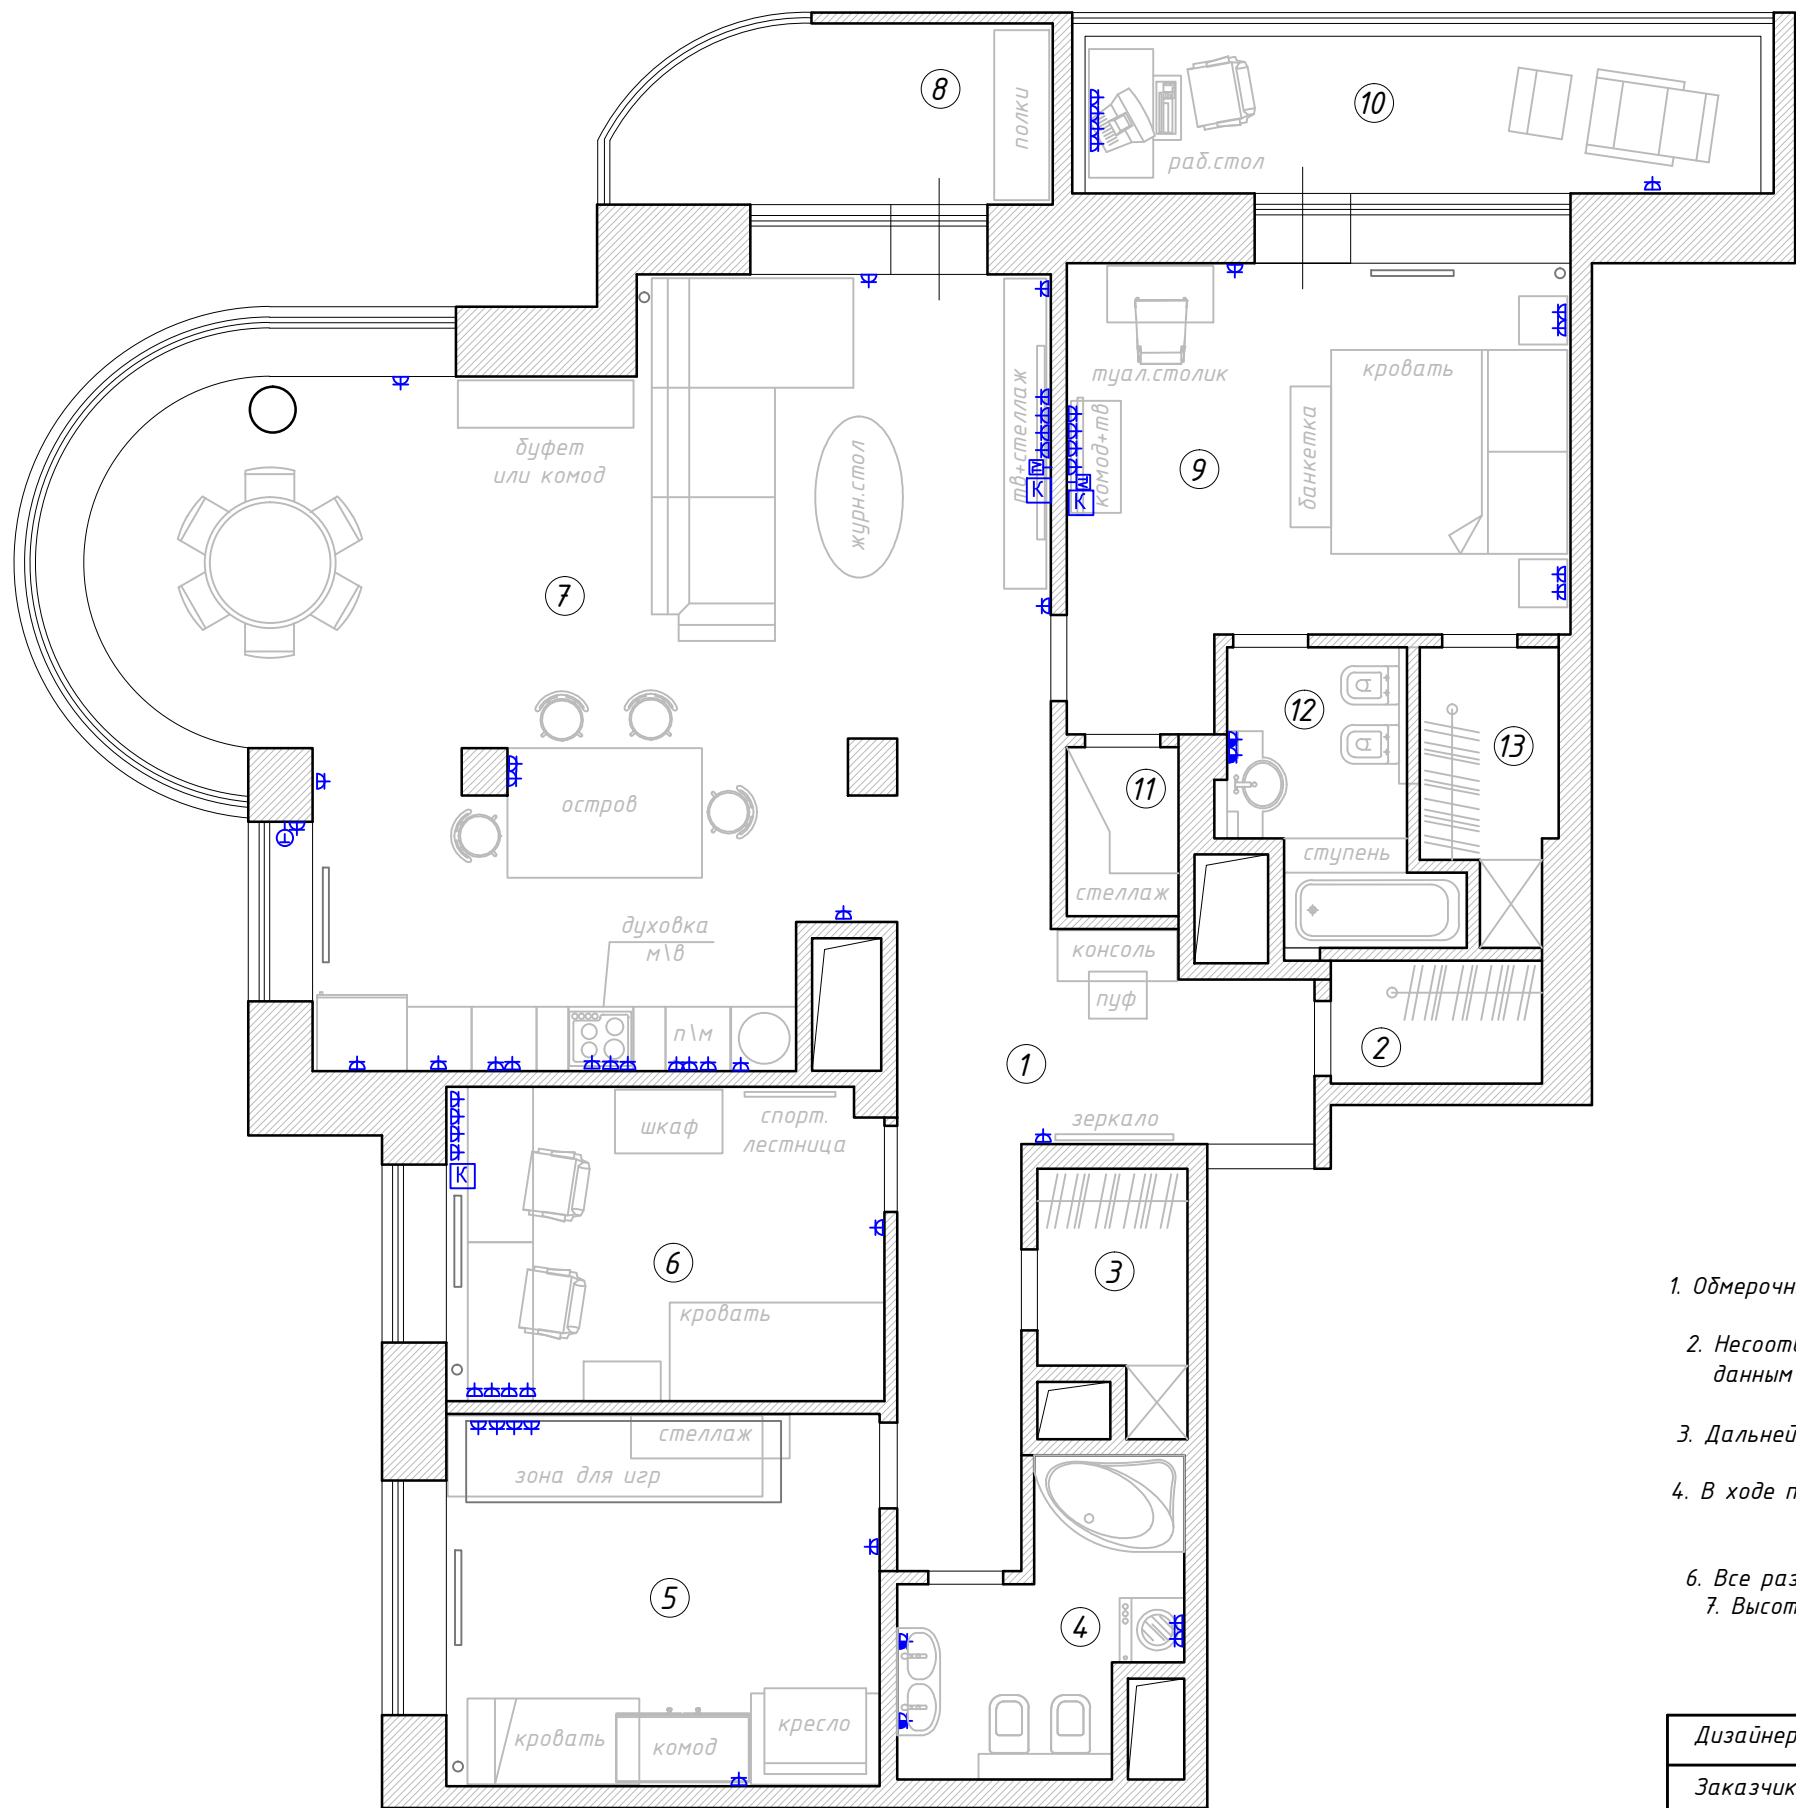 8
полки
10
раб.стол
буфет
или комод
журн.стол
тв+стеллаж
TV
К
7
туал.столик
кровать
комод+тв
TV
К
банкетка
9
12
13
11
стеллаж
ступень
остров
духовка
м\в
п\м
консоль
пуф
2
1
зеркало
шкаф
спорт.
лестница
К
6
кровать
3
стеллаж
зона для игр
5
4
кровать
комод
кресло
1. Обмерочн
2. Несоотв
данным
3. Дальней
4. В ходе п
6. Все раз
7. Высот
Дизайнер
Заказчик